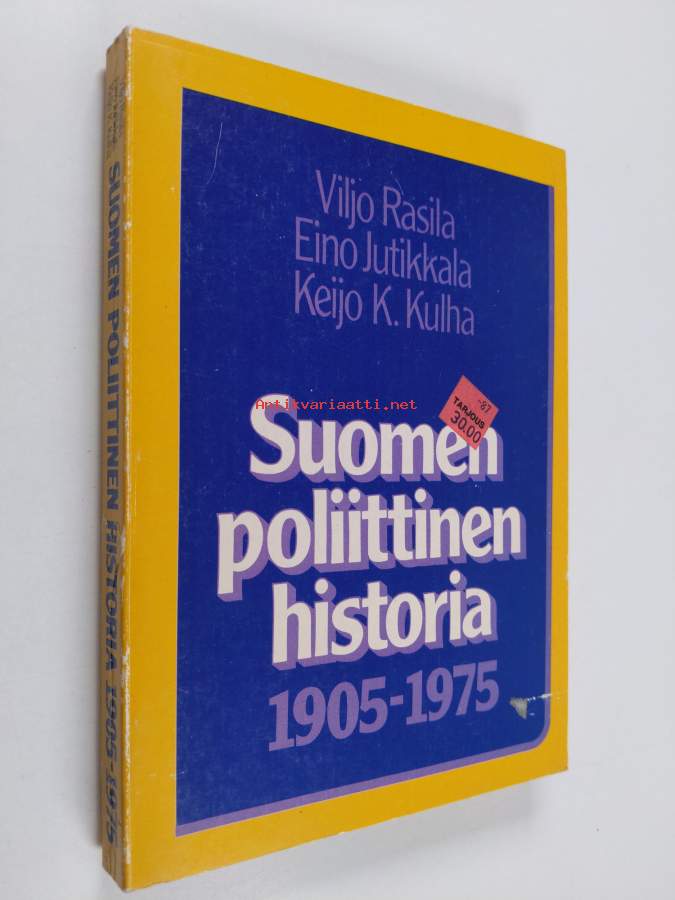 Viljo Rasila
Eino Jutikkala
Keijo K. Kulha
Antikvariaatti.net
-87
TARJOUS
30.00
Suomen
poliittinen
historia
1905-1975
SUOMEN POLIITTINEN HISTORIA 1905-1975